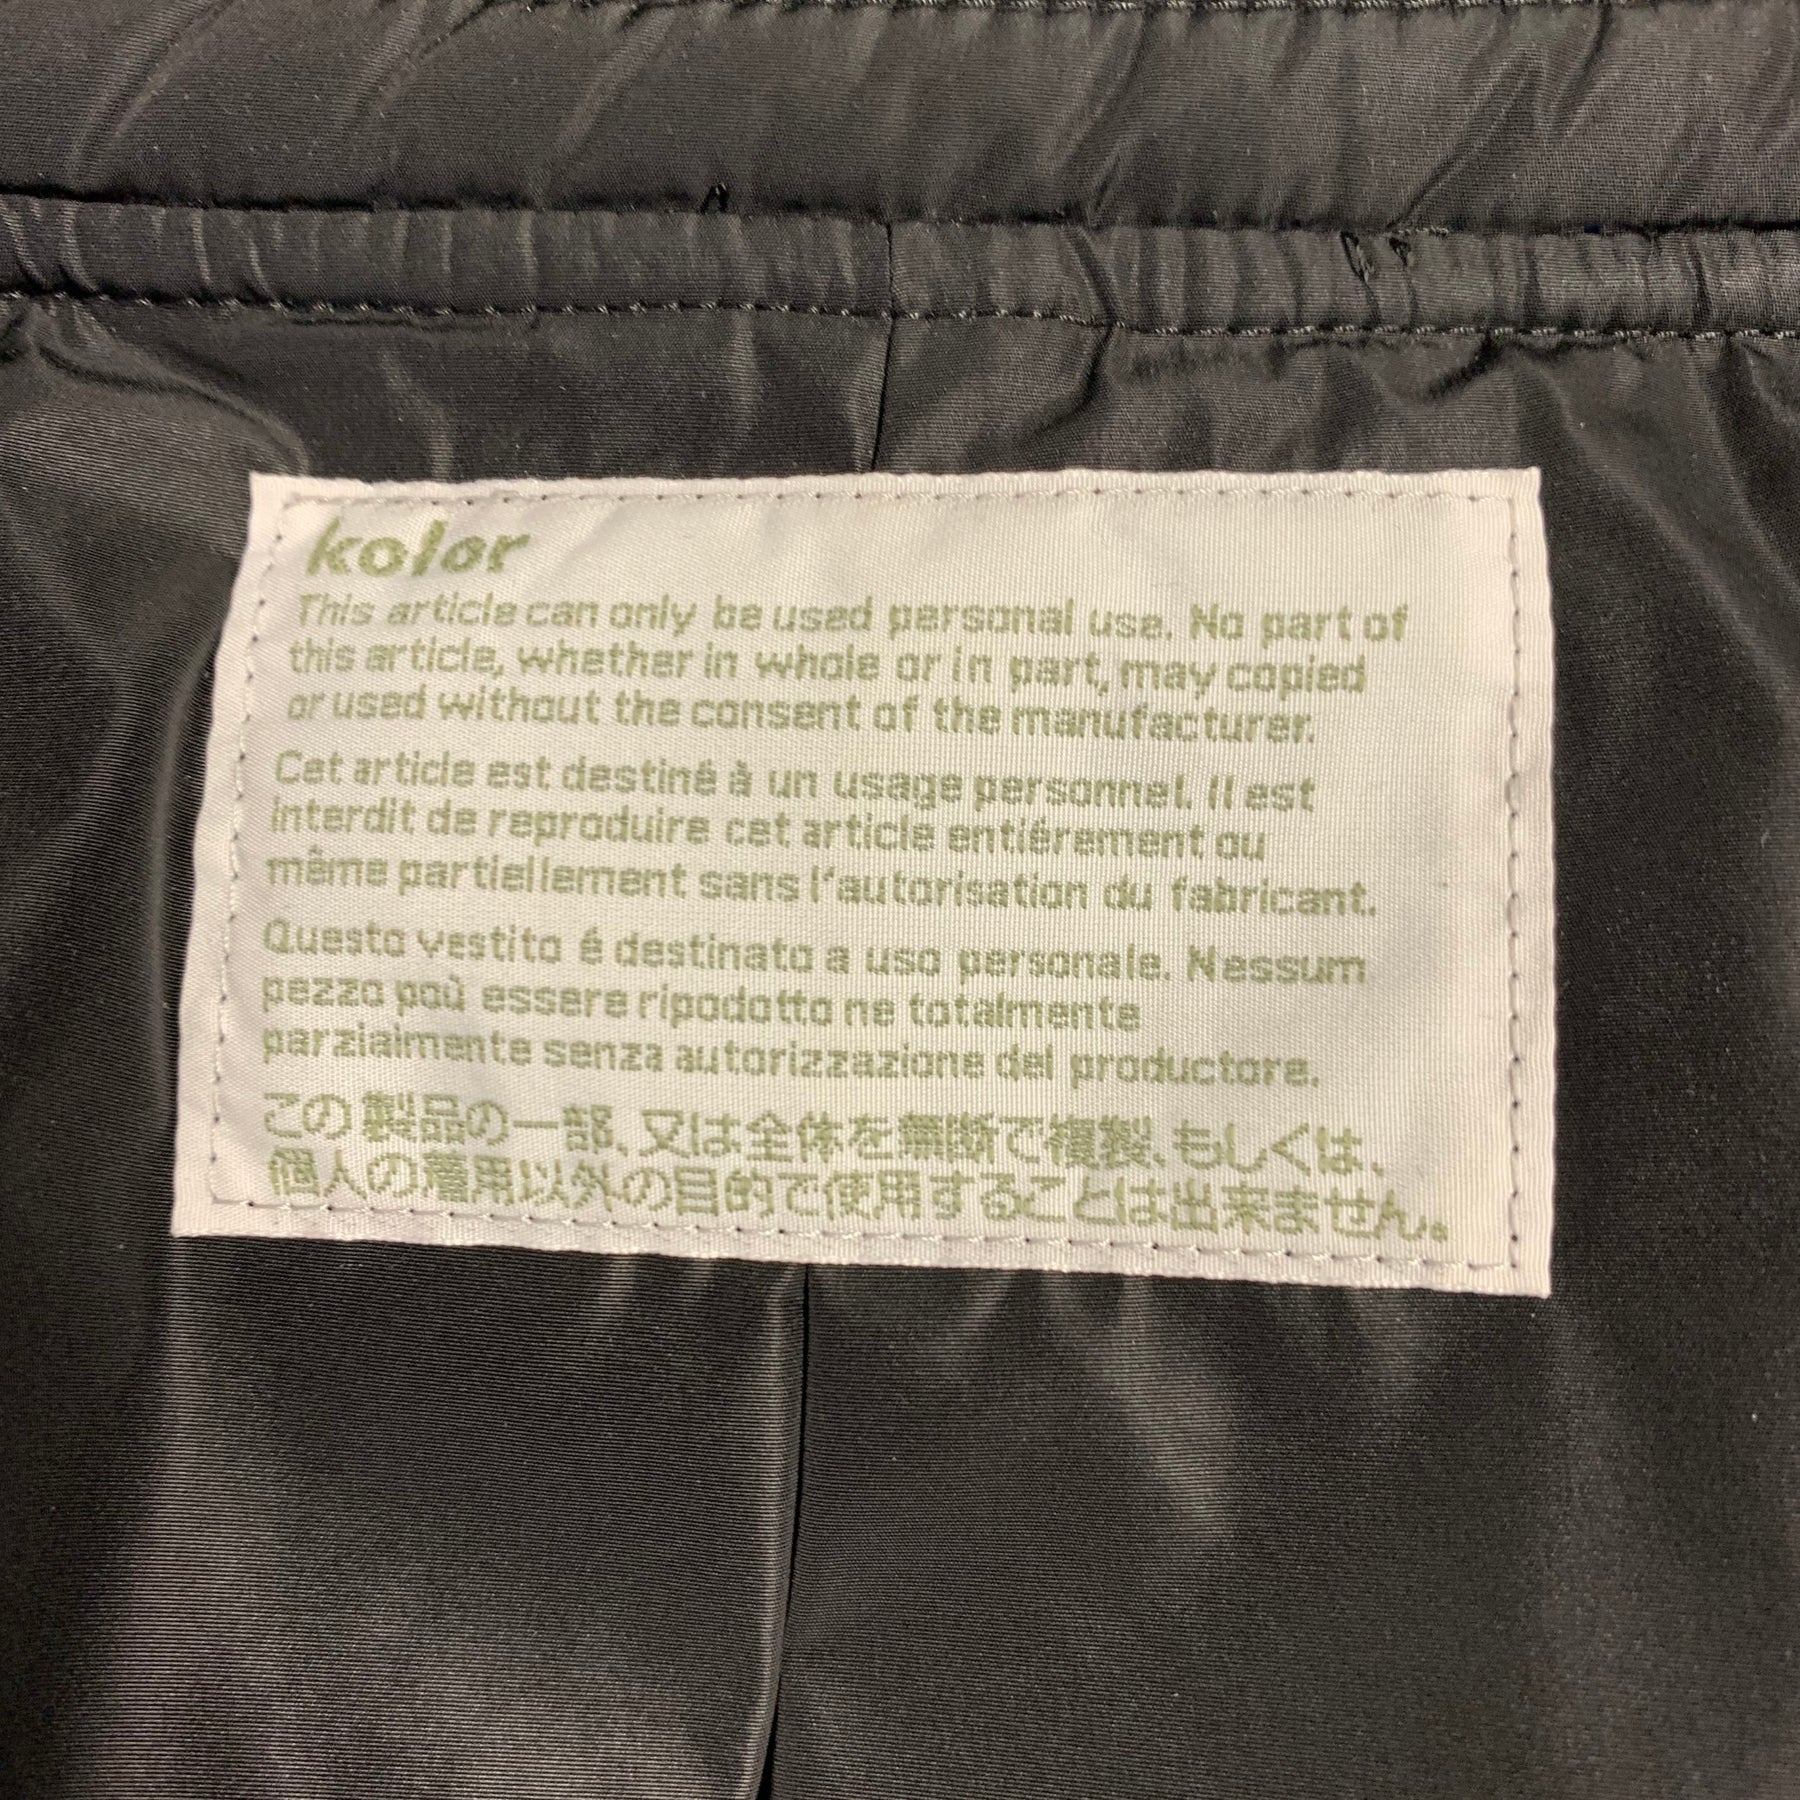 kolor
This article can only be used personal use. No part of
this article, whether in whole or in part, may copied
or used without the consent of the manufacturer.
Cet article est destiné à un usage personnel. Il est
interdit de reproduire cet article entiérement ou
même partiellement sans l'autorisation du fabricant.
Questo vestito é destinato a uso personale. Nessum
pezzo poù essere ripodotto ne totalmente
parzialmente senza autorizzazione del productore.
この製品の一部、又は全体を無断で複製、もしくは、
個人の着用以外の目的で使用することは出来ません。